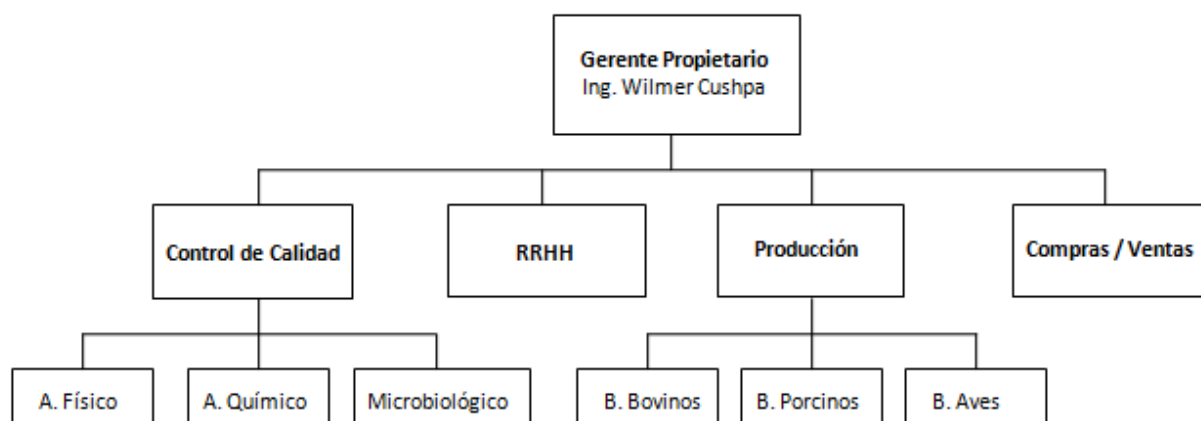 Gerente Propietario
Ing. Wilmer Cushpa
Control de Calidad
RRHH
Producción
Compras / Ventas
A. Físico
A. Químico
Microbiológico
B. Bovinos
B. Porcinos
B. Aves